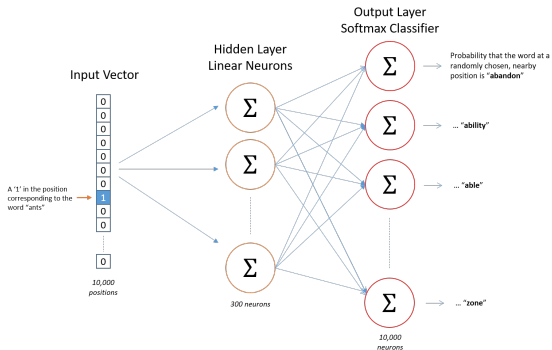 Output Layer
Softmax Classifier
Hidden Layer
Linear Neurons
Input Vector
0
0
0
0
0
0
0
1
0
0
0
A ‘1’ in the position
corresponding to the
word “ants”
10,000
positions
Σ
Σ
Σ
300 neurons
Σ
Σ
Σ
Σ
10,000
neurons
Probability that the word at a
randomly chosen, nearby
position is “abandon”
... “ability”
... “able”
... “zone”